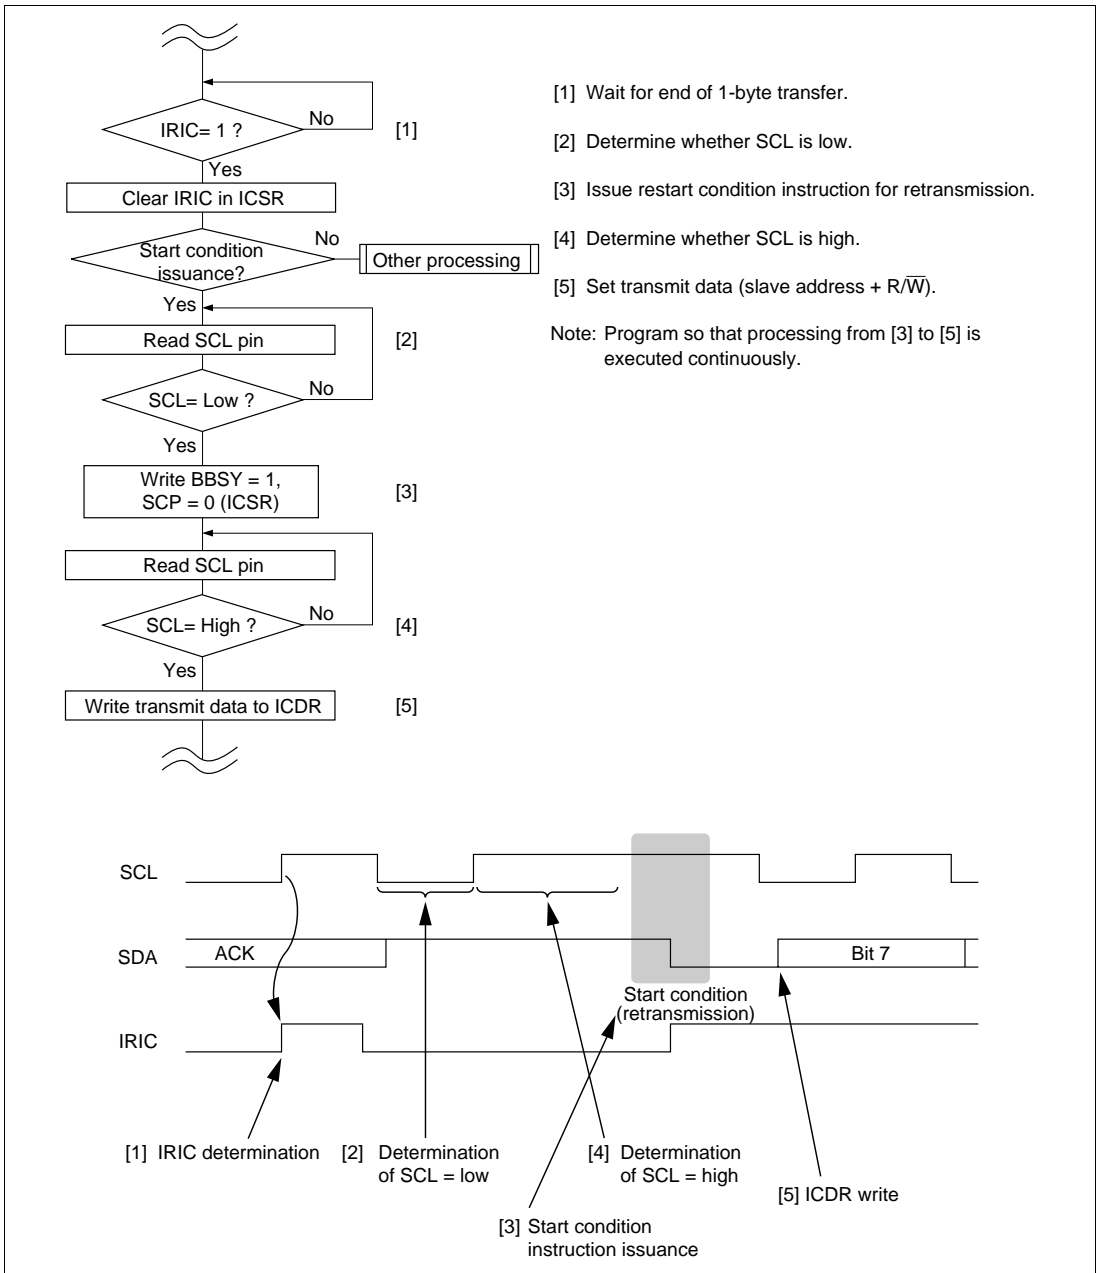 IRIC= 1 ?
No
[1]
Yes
Clear IRIC in ICSR
Start condition
issuance?
No
Other processing
Yes
Read SCL pin
[2]
SCL= Low ?
No
Yes
Write BBSY = 1,
SCP = 0 (ICSR)
[3]
Read SCL pin
SCL= High ?
No
[4]
Yes
Write transmit data to ICDR
[5]
[1] Wait for end of 1-byte transfer.
[2] Determine whether SCL is low.
[3] Issue restart condition instruction for retransmission.
[4] Determine whether SCL is high.
[5] Set transmit data (slave address + R/W̅).
Note: Program so that processing from [3] to [5] is
executed continuously.
SCL
SDA
ACK
Bit 7
Start condition
(retransmission)
IRIC
[1] IRIC determination
[2] Determination
of SCL = low
[4] Determination
of SCL = high
[5] ICDR write
[3] Start condition
instruction issuance